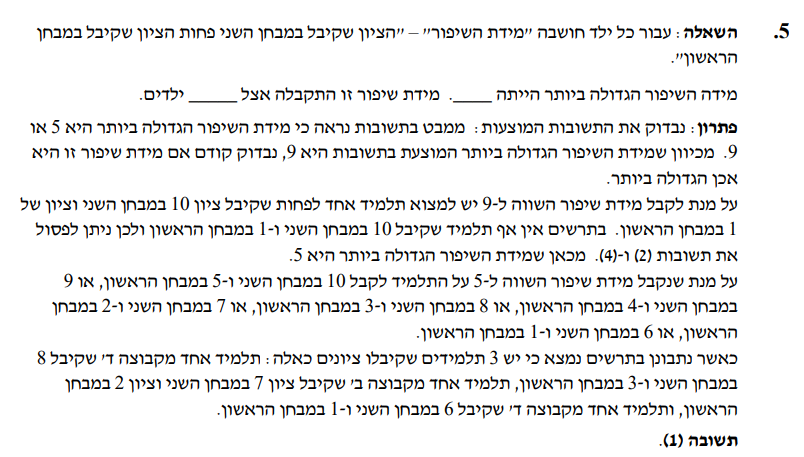 5. השאלה: עבור כל ילד חושבה "מידת השיפור" – "הציון שקיבל במבחן השני פחות הציון שקיבל במבחן
הראשון".
מידה השיפור הגדולה ביותר הייתה ____. מידת שיפור זו התקבלה אצל _____ ילדים.
פתרון: נבדוק את התשובות המוצעות: ממבט בתשובות נראה כי מידת השיפור הגדולה ביותר היא 5 או
9. מכיוון שמידת השיפור הגדולה ביותר המוצעת בתשובות היא 9, נבדוק קודם אם מידת שיפור זו היא
אכן הגדולה ביותר.
על מנת לקבל מידת שיפור השווה ל-9 יש למצוא תלמיד אחד לפחות שקיבל ציון 10 במבחן השני וציון של
1 במבחן הראשון. בתרשים אין אף תלמיד שקיבל 10 במבחן השני ו-1 במבחן הראשון ולכן ניתן לפסול
את תשובות (2) ו-(4). מכאן שמידת השיפור הגדולה ביותר היא 5.
על מנת שנקבל מידת שיפור השווה ל-5 על התלמיד לקבל 10 במבחן השני ו-5 במבחן הראשון, או 9
במבחן השני ו-4 במבחן הראשון, או 8 במבחן השני ו-3 במבחן הראשון, או 7 במבחן השני ו-2 במבחן
הראשון, או 6 במבחן השני ו-1 במבחן הראשון.
כאשר נתבונן בתרשים נמצא כי יש 3 תלמידים שקיבלו ציונים כאלה: תלמיד אחד מקבוצה ד' שקיבל 8
במבחן השני ו-3 במבחן הראשון, תלמיד אחד מקבוצה ב' שקיבל ציון 7 במבחן השני וציון 2 במבחן
הראשון, ותלמיד אחד מקבוצה ד' שקיבל 6 במבחן השני ו-1 במבחן הראשון.
תשובה (1).